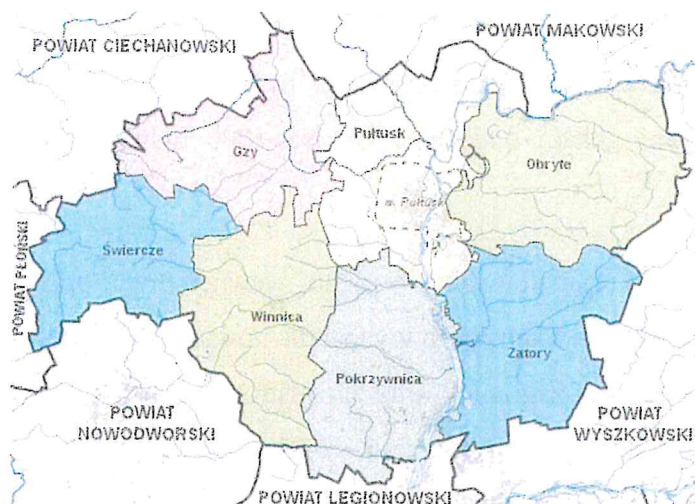 POWIAT CIECHANOWSKI
POWIAT MAKOWSKI
Pułtusk
Gzy
Obryte
m. Pułtusk
Świercze
POWIAT PŁOŃSKI
Winnica
Zatory
Pokrzywnica
POWIAT
NOWODWORSKI
POWIAT
WYSZKOWSKI
POWIAT LEGIONOWSKI